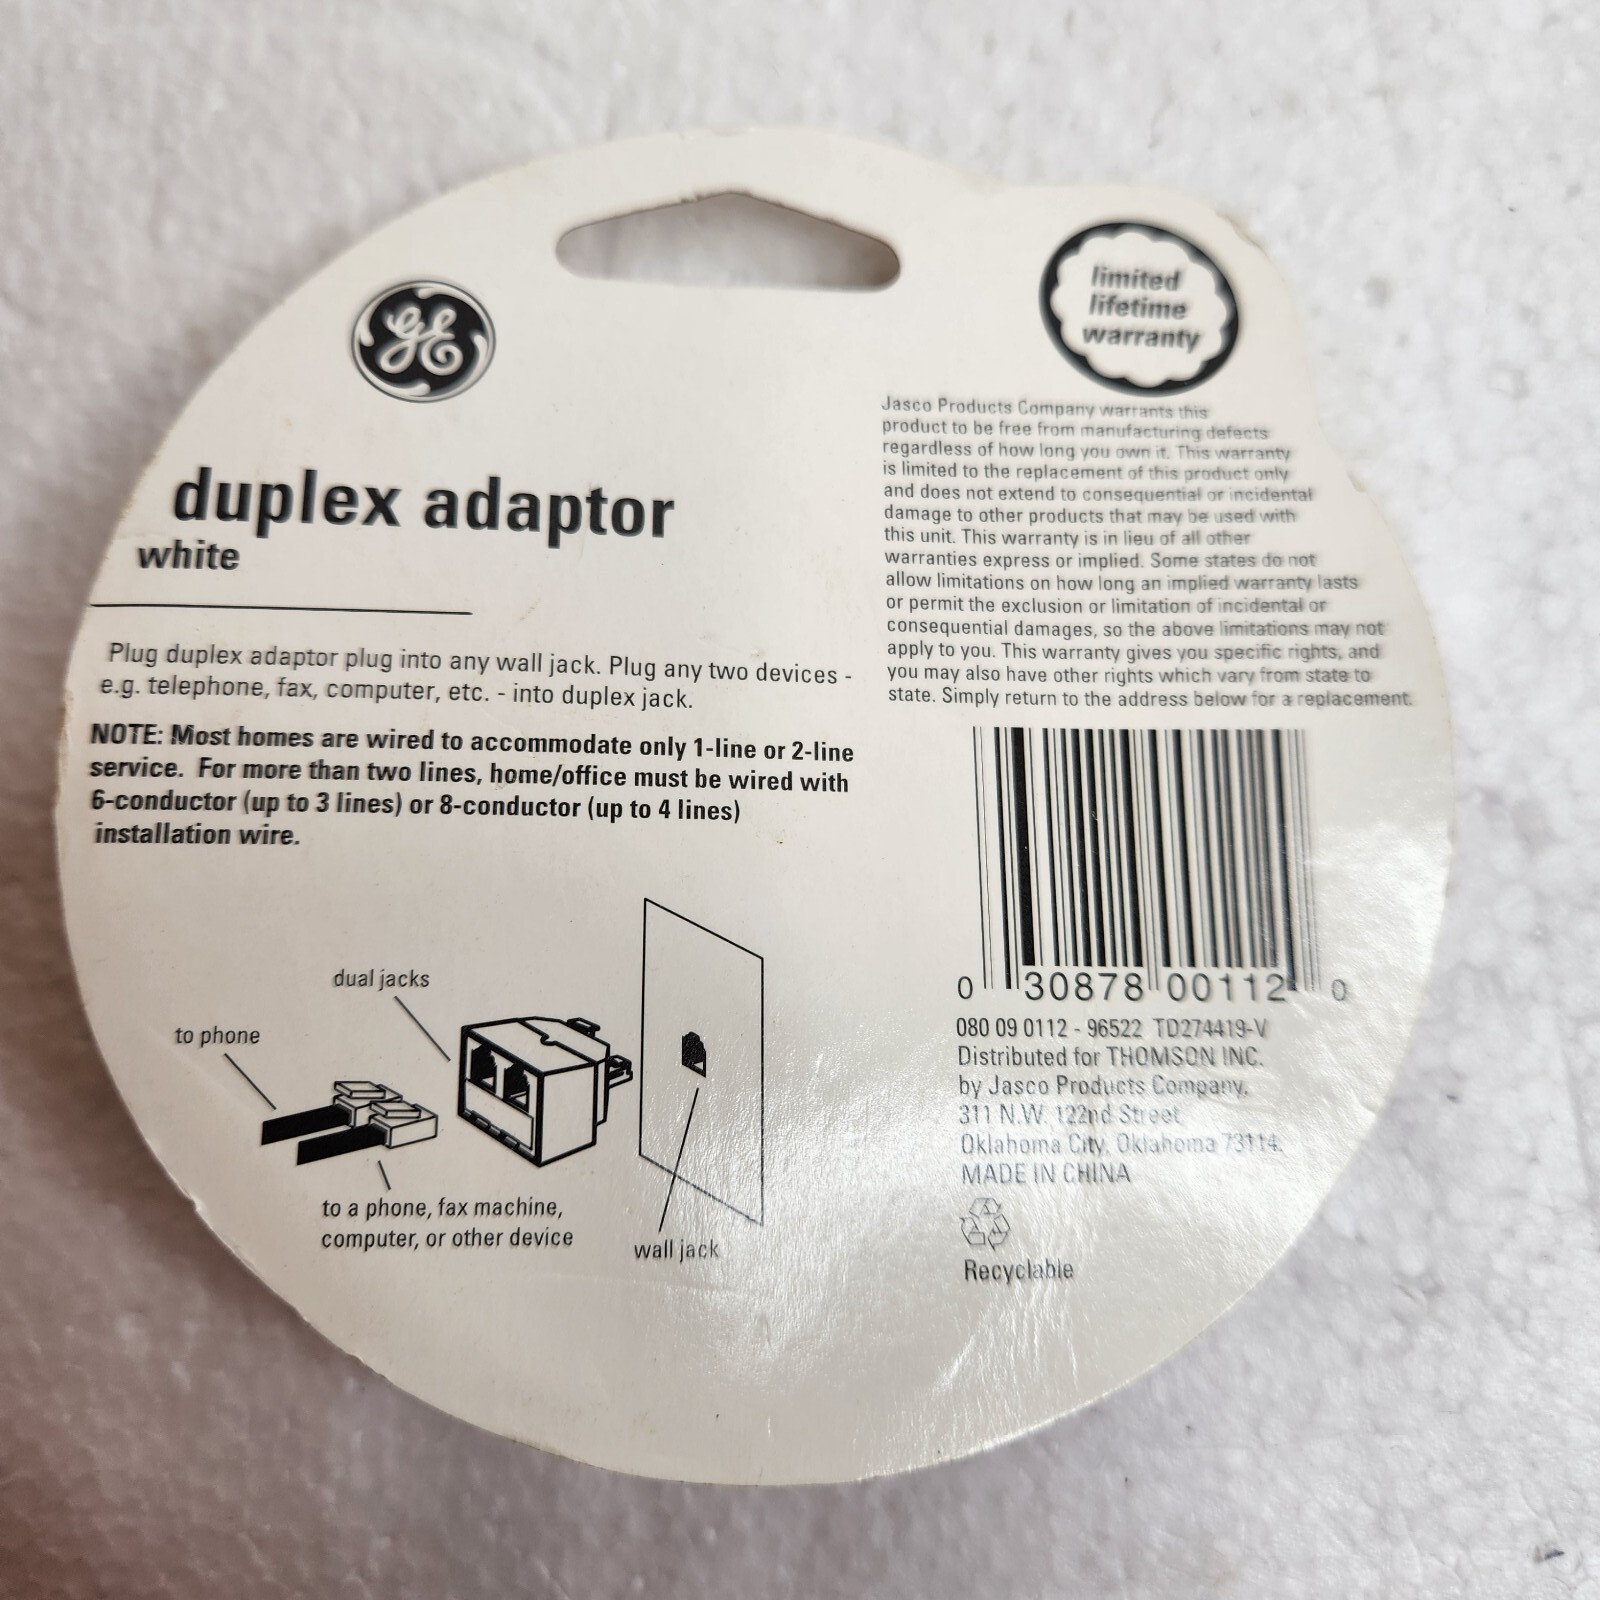 GE
limited
lifetime
warranty
duplex adaptor
white
Plug duplex adaptor plug into any wall jack. Plug any two devices -
e.g. telephone, fax, computer, etc. - into duplex jack.
NOTE: Most homes are wired to accommodate only 1-line or 2-line
service. For more than two lines, home/office must be wired with
6-conductor (up to 3 lines) or 8-conductor (up to 4 lines)
installation wire.
dual jacks
to phone
to a phone, fax machine,
computer, or other device
wall jack
Jasco Products Company warrants this
product to be free from manufacturing defects
regardless of how long you own it. This warranty
is limited to the replacement of this product only
and does not extend to consequential or incidental
damage to other products that may be used with
this unit. This warranty is in lieu of all other
warranties express or implied. Some states do not
allow limitations on how long an implied warranty lasts
or permit the exclusion or limitation of incidental or
consequential damages, so the above limitations may not
apply to you. This warranty gives you specific rights, and
you may also have other rights which vary from state to
state. Simply return to the address below for a replacement.
0 30878 00112 0
080 09 0112 - 96522 TD274419-V
Distributed for THOMSON INC.
by Jasco Products Company,
311 N.W. 122nd Street
Oklahoma City, Oklahoma 73114.
MADE IN CHINA
Recyclable